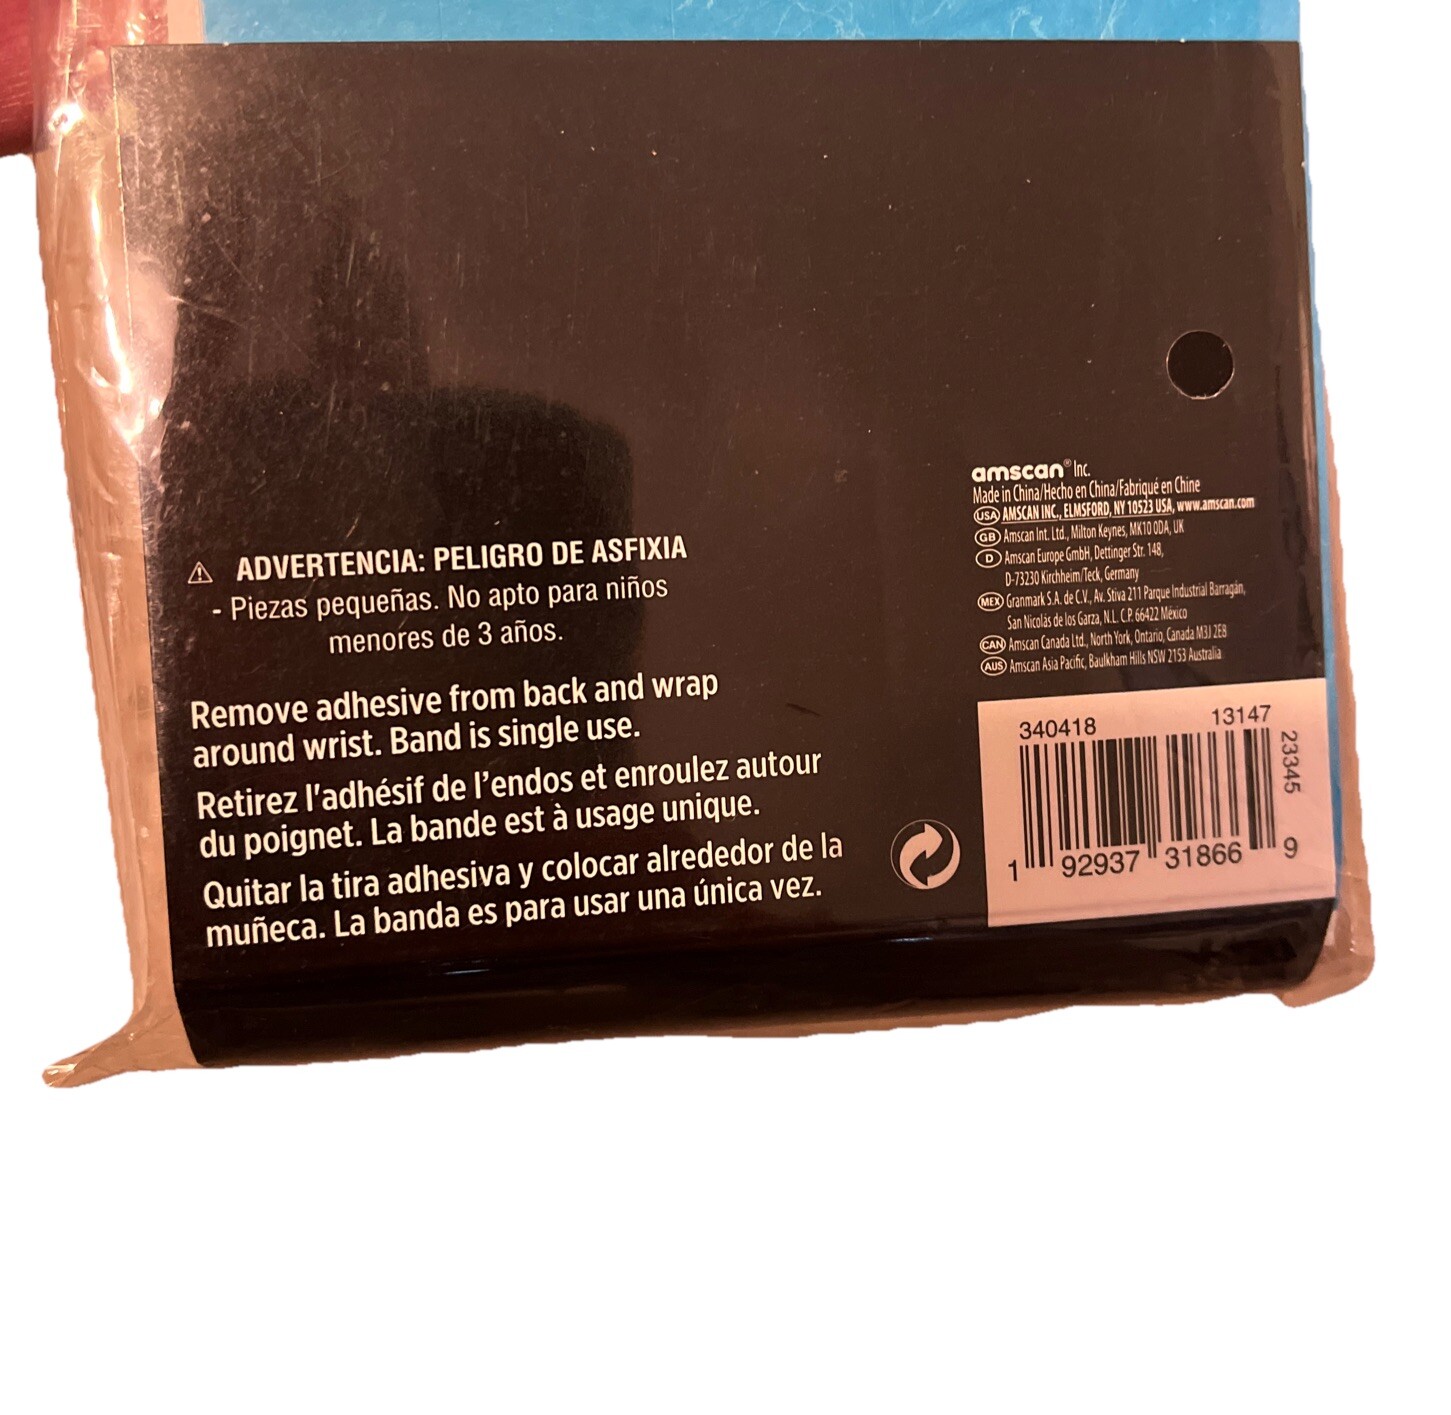 ⚠ ADVERTENCIA: PELIGRO DE ASFIXIA
- Piezas pequeñas. No apto para niños
menores de 3 años.
Remove adhesive from back and wrap
around wrist. Band is single use.
Retirez l'adhésif de l'endos et enroulez autour
du poignet. La bande est à usage unique.
Quitar la tira adhesiva y colocar alrededor de la
muñeca. La banda es para usar una única vez.
amscan® Inc.
Made in China/Hecho en China/Fabriqué en Chine
USA AMSCAN INC., ELMSFORD, NY 10523 USA, www.amscan.com
GB Amscan Int. Ltd., Milton Keynes, MK10 0DA, UK
D Amscan Europe GmbH, Dettinger Str. 148,
D-73230 Kirchheim/Teck, Germany
MEX Granmark S.A. de C.V., Av. Stiva 211 Parque Industrial Barragán,
San Nicolás de los Garza, N.L. C.P. 66422 México
CAN Amscan Canada Ltd., North York, Ontario, Canada M3J 2E8
AUS Amscan Asia Pacific, Baulkham Hills NSW 2153 Australia
340418 13147
23345
1 92937 31866 9